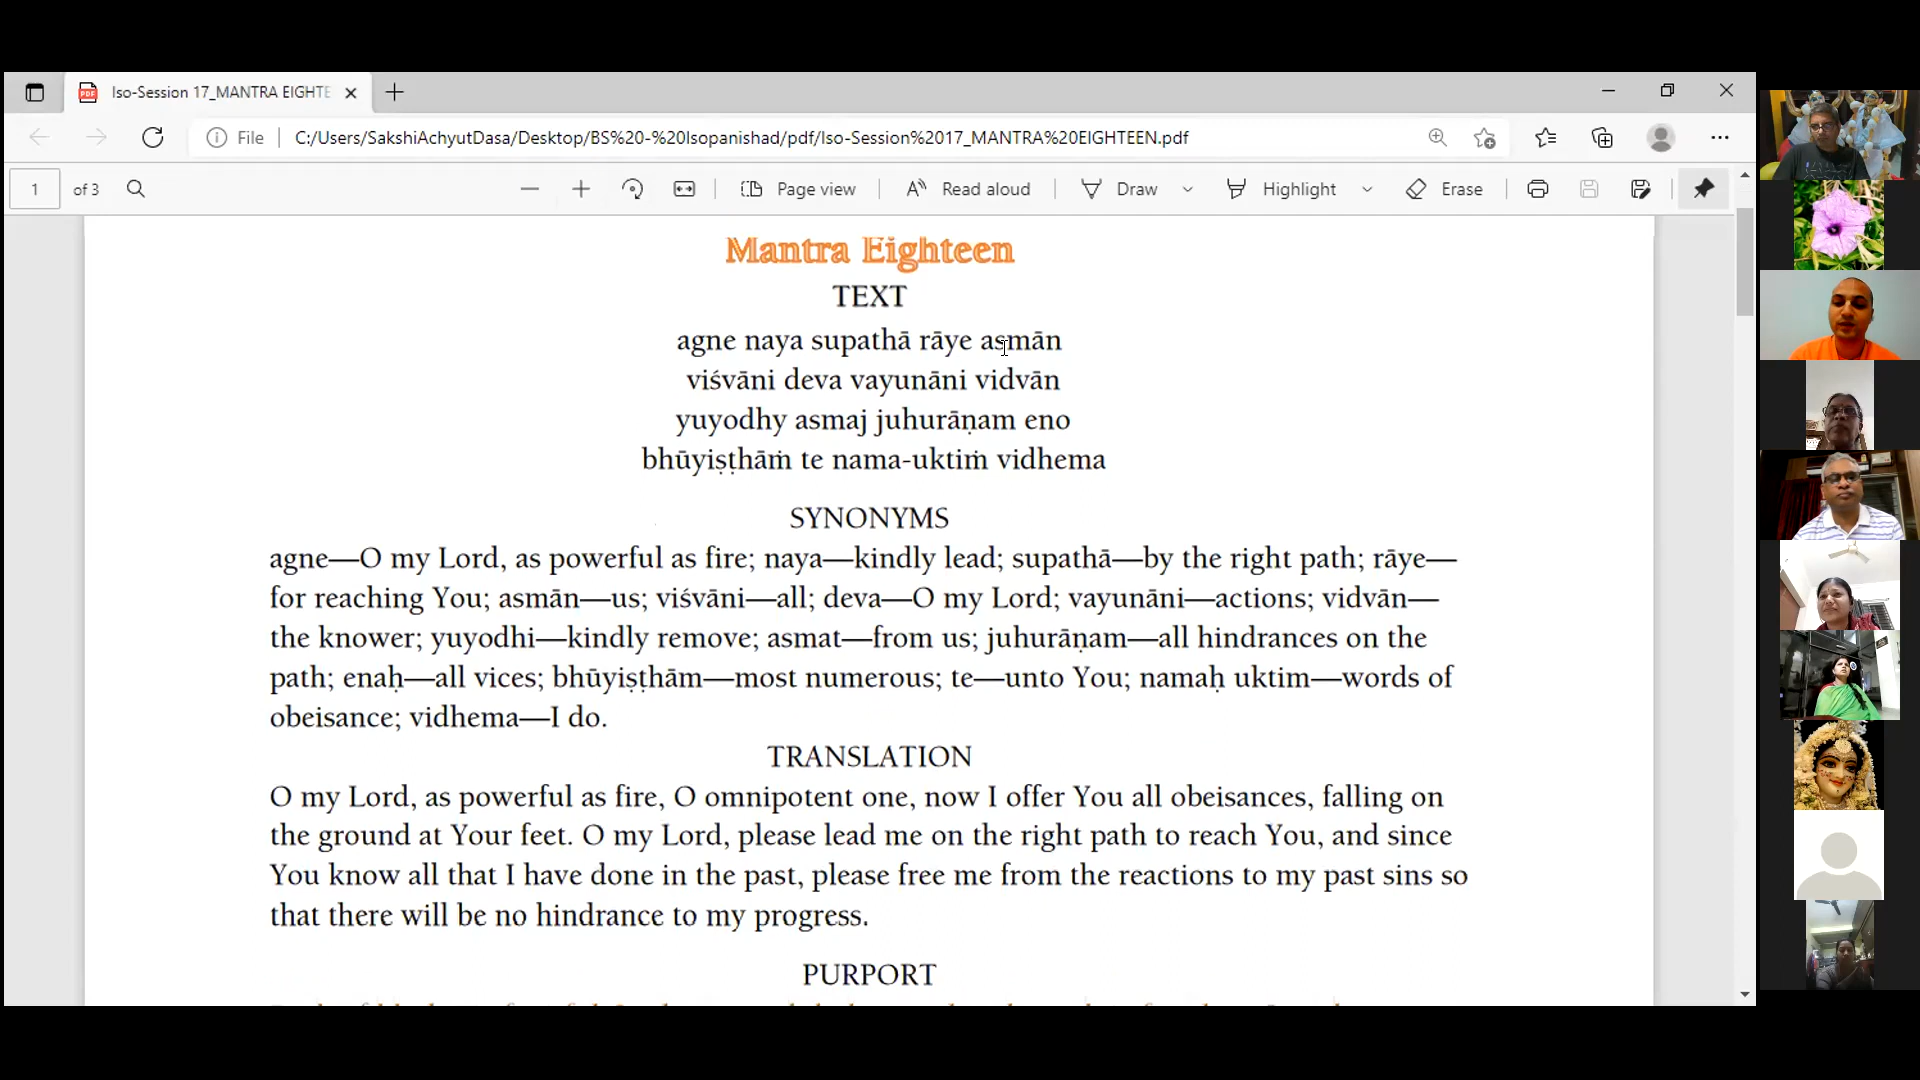 Iso-Session 17_MANTRA EIGHTE
File
C:/Users/SakshiAchyutDasa/Desktop/BS%20-%20Isopanishad/pdf/Iso-Session%2017_MANTRA%20EIGHTEEN.pdf
1 of 3
Page view
Read aloud
Draw
Highlight
Erase
Mantra Eighteen
TEXT
agne naya supathā rāye asmān
viśvāni deva vayunāni vidvān
yuyodhy asmaj juhurāṇam eno
bhūyiṣṭhāṁ te nama-uktiṁ vidhema
SYNONYMS
agne—O my Lord, as powerful as fire; naya—kindly lead; supathā—by the right path; rāye—
for reaching You; asmān—us; viśvāni—all; deva—O my Lord; vayunāni—actions; vidvān—
the knower; yuyodhi—kindly remove; asmat—from us; juhurāṇam—all hindrances on the
path; enaḥ—all vices; bhūyiṣṭhām—most numerous; te—unto You; namaḥ uktim—words of
obeisance; vidhema—I do.
TRANSLATION
O my Lord, as powerful as fire, O omnipotent one, now I offer You all obeisances, falling on
the ground at Your feet. O my Lord, please lead me on the right path to reach You, and since
You know all that I have done in the past, please free me from the reactions to my past sins so
that there will be no hindrance to my progress.
PURPORT